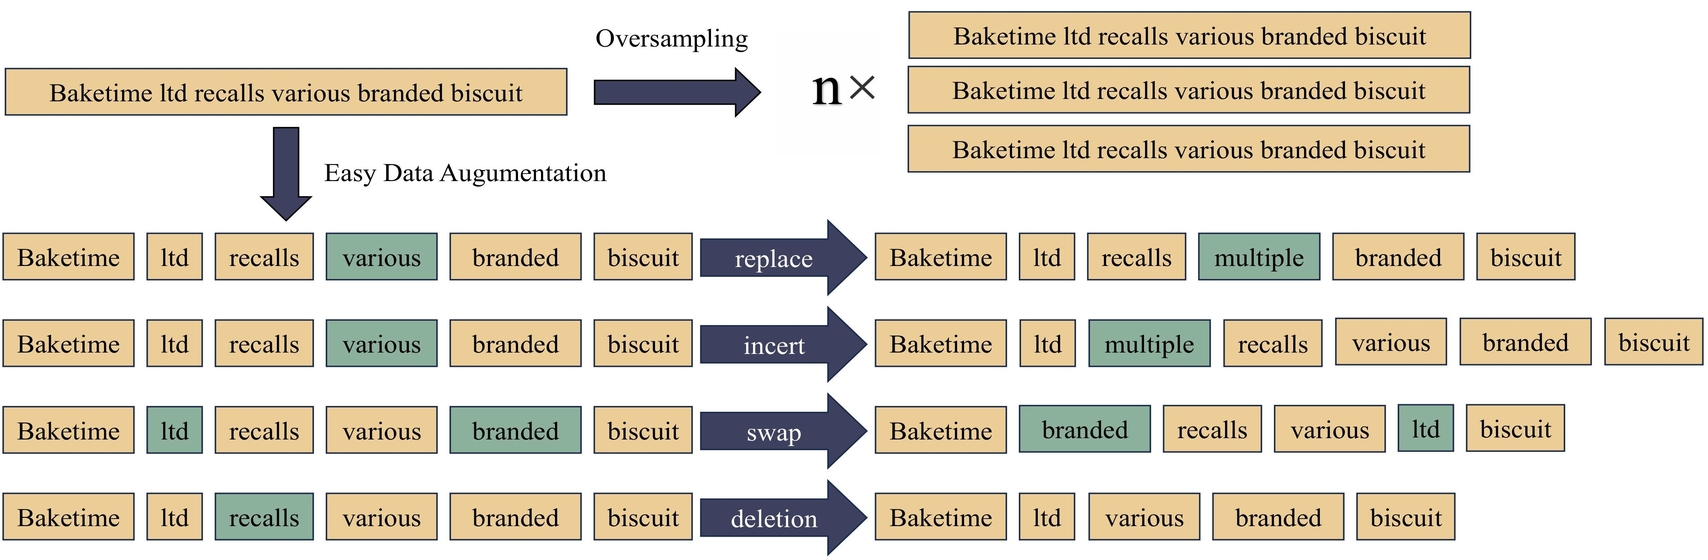 Oversampling
Baketime ltd recalls various branded biscuit
n×
Baketime ltd recalls various branded biscuit
Baketime ltd recalls various branded biscuit
Baketime ltd recalls various branded biscuit
Easy Data Augumentation
Baketime ltd recalls various branded biscuit replace Baketime ltd recalls multiple branded biscuit
Baketime ltd recalls various branded biscuit incert Baketime ltd multiple recalls various branded biscuit
Baketime ltd recalls various branded biscuit swap Baketime branded recalls various ltd biscuit
Baketime ltd recalls various branded biscuit deletion Baketime ltd various branded biscuit